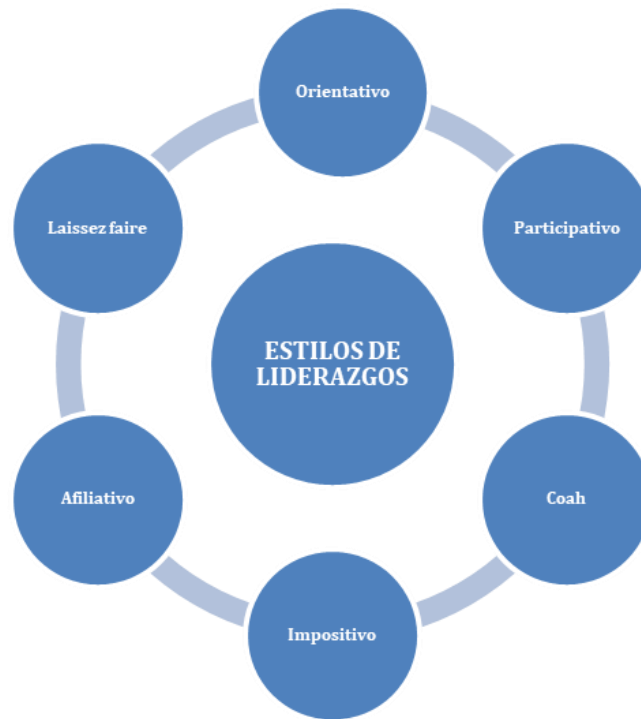 Orientativo
Laissez faire
Participativo
ESTILOS DE
LIDERAZGOS
Afiliativo
Coah
Impositivo